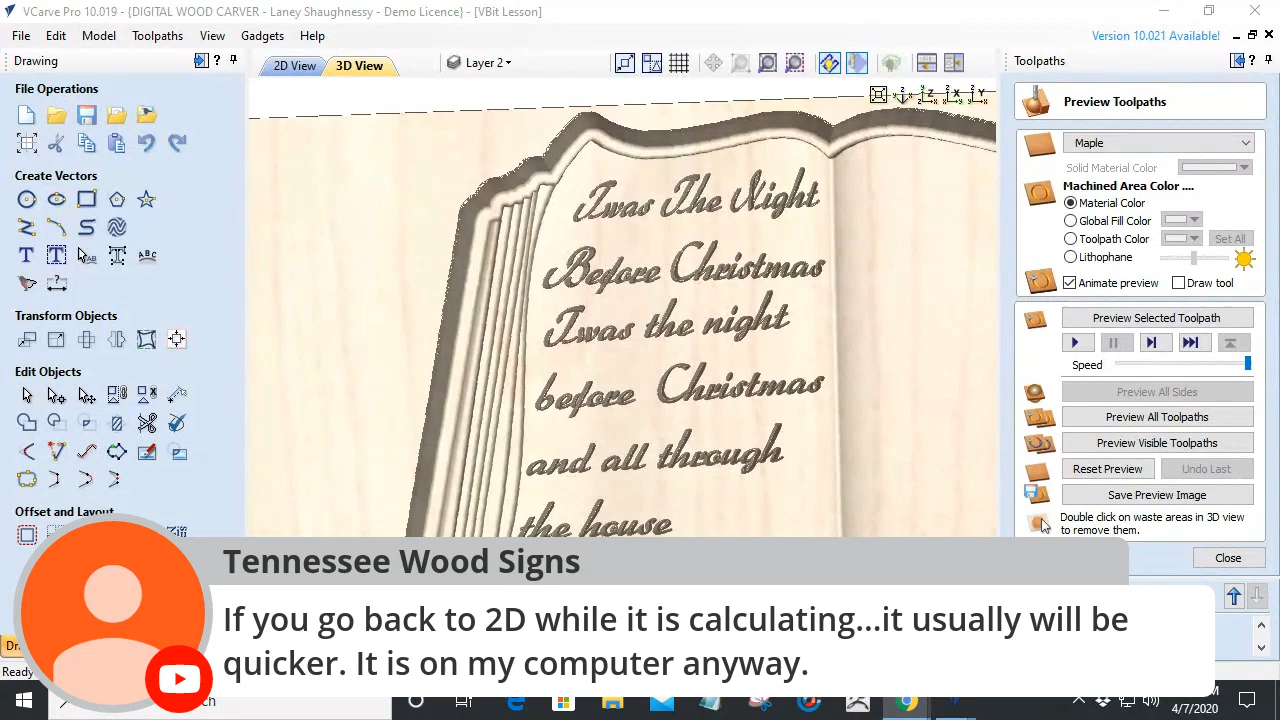 VCarve Pro 10.019 - {DIGITAL WOOD CARVER - Laney Shaughnessy - Demo Licence} - [VBit Lesson]
File Edit Model Toolpaths View Gadgets Help
Version 10.021 Available!
Drawing
File Operations
Create Vectors
Transform Objects
Edit Objects
Offset and Layout
2D View
3D View
Layer 2
Twas The Night
Before Christmas
Twas the night
before Christmas
and all through
the house
Toolpaths
Preview Toolpaths
Maple
Solid Material Color
Machined Area Color ....
Material Color
Global Fill Color
Toolpath Color
Set All
Lithophane
Animate preview
Draw tool
Preview Selected Toolpath
Speed
Preview All Sides
Preview All Toolpaths
Preview Visible Toolpaths
Reset Preview
Undo Last
Save Preview Image
Double click on waste areas in 3D view
to remove them.
Close
Tennessee Wood Signs
If you go back to 2D while it is calculating...it usually will be
quicker. It is on my computer anyway.
4/7/2020